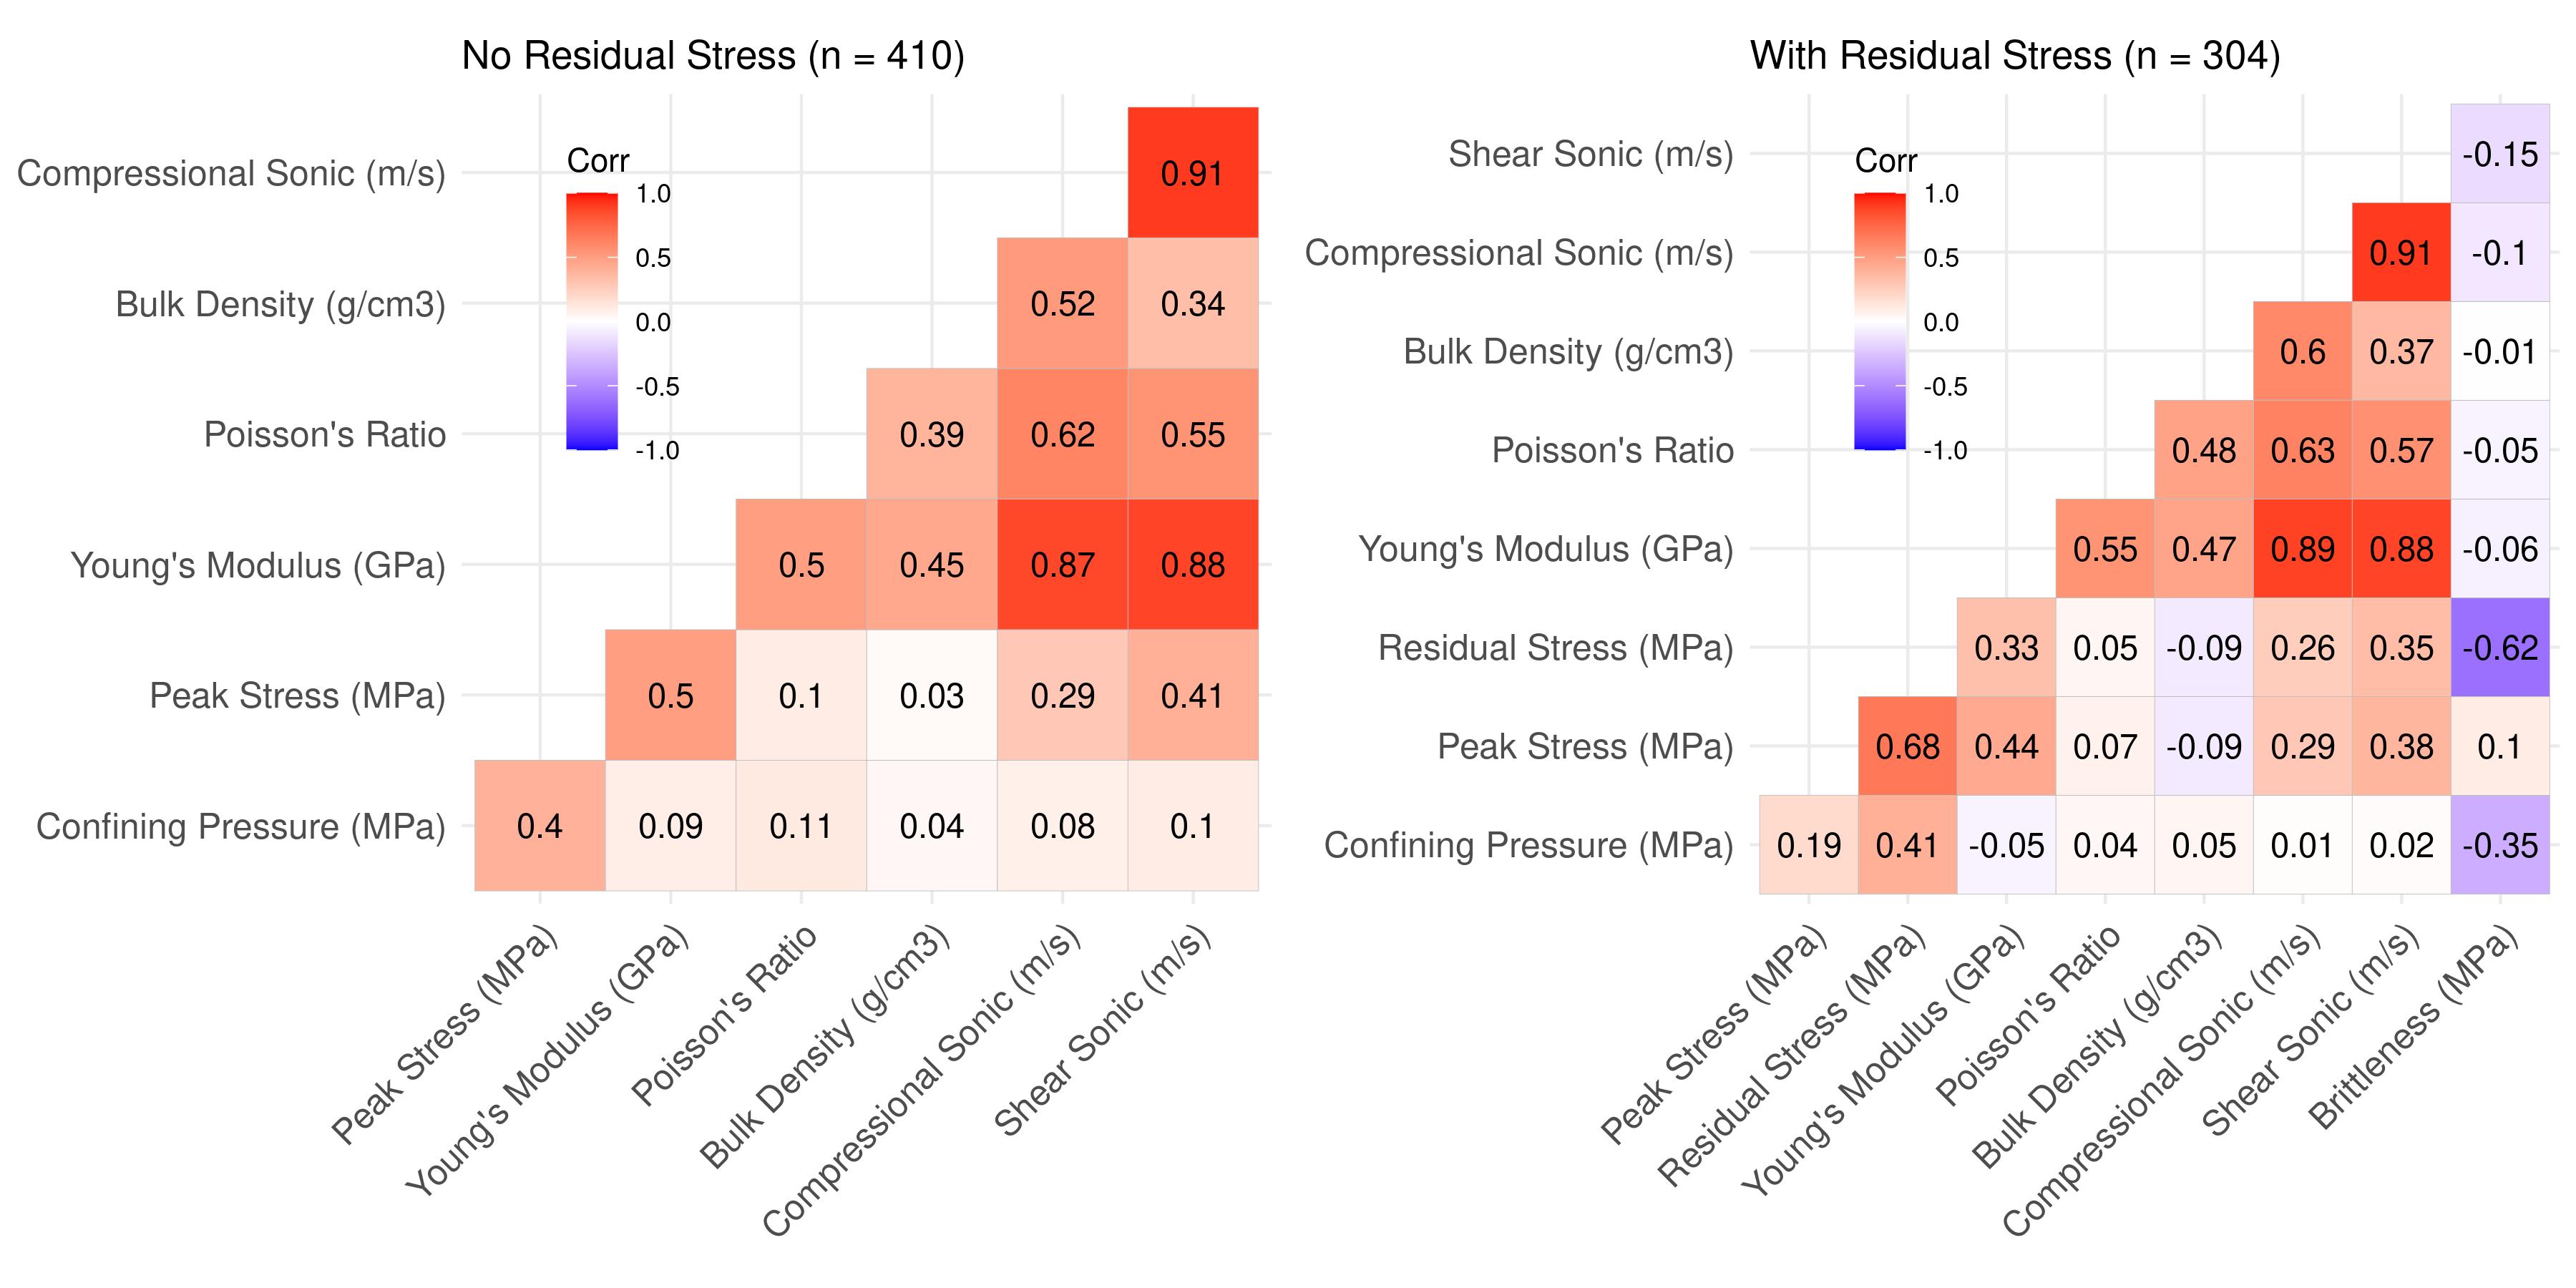 No Residual Stress (n = 410)
Compressional Sonic (m/s)
Bulk Density (g/cm3)
Poisson's Ratio
Young's Modulus (GPa)
Peak Stress (MPa)
Confining Pressure (MPa)
Corr
1.0
0.5
0.0
-0.5
-1.0
0.91
0.52 0.34
0.39 0.62 0.55
0.5 0.45 0.87 0.88
0.5 0.1 0.03 0.29 0.41
0.4 0.09 0.11 0.04 0.08 0.1
Peak Stress (MPa)
Young's Modulus (GPa)
Poisson's Ratio
Bulk Density (g/cm3)
Compressional Sonic (m/s)
Shear Sonic (m/s)
With Residual Stress (n = 304)
Shear Sonic (m/s)
Compressional Sonic (m/s)
Bulk Density (g/cm3)
Poisson's Ratio
Young's Modulus (GPa)
Residual Stress (MPa)
Peak Stress (MPa)
Confining Pressure (MPa)
Corr
1.0
0.5
0.0
-0.5
-1.0
-0.15
0.91 -0.1
0.6 0.37 -0.01
0.48 0.63 0.57 -0.05
0.55 0.47 0.89 0.88 -0.06
0.33 0.05 -0.09 0.26 0.35 -0.62
0.68 0.44 0.07 -0.09 0.29 0.38 0.1
0.19 0.41 -0.05 0.04 0.05 0.01 0.02 -0.35
Peak Stress (MPa)
Residual Stress (MPa)
Young's Modulus (GPa)
Poisson's Ratio
Bulk Density (g/cm3)
Compressional Sonic (m/s)
Shear Sonic (m/s)
Brittleness (MPa)